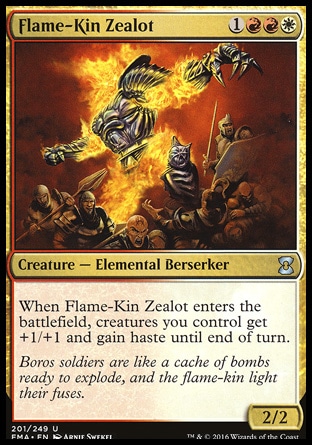 Flame-Kin Zealot 1
Creature — Elemental Berserker
When Flame-Kin Zealot enters the
battlefield, creatures you control get
+1/+1 and gain haste until end of turn.
Boros soldiers are like a cache of bombs
ready to explode, and the flame-kin light
their fuses.
2/2
201/249 U
EMA • EN Arnie Swekel
™ & © 2016 Wizards of the Coast